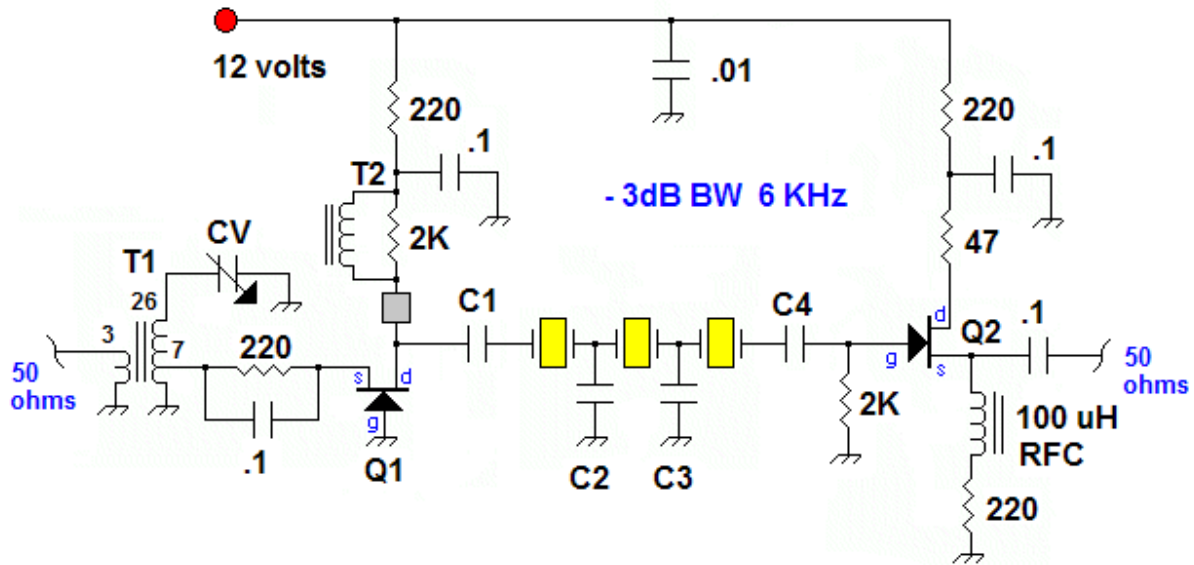 12 volts
.01
220
220
.1
.1
T2
- 3dB BW 6 KHz
2K
47
CV
T1
26
C1
C4
3
7
220
d
Q2
.1
50
ohms
s
d
g
s
50
ohms
g
2K
100 uH
RFC
.1
Q1
C2
C3
220